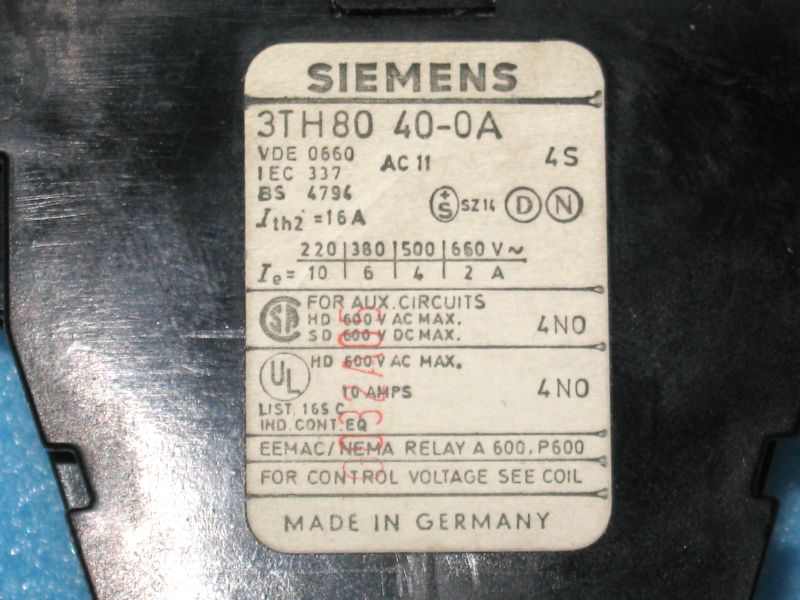 SIEMENS
3TH80 40-0A
VDE 0660
IEC 337
BS 4794
AC 11
4S
S SZ14 D N
Ith2 =16A
220 380 500 660 V~
Ie= 10 6 4 2 A
SA FOR AUX. CIRCUITS
HD 600 V AC MAX.
SD 600 V DC MAX.
4NO
UL HD 600 V AC MAX.
10 AMPS
4NO
LIST. 165 C
IND. CONT. EQ
EEMAC/NEMA RELAY A 600, P600
FOR CONTROL VOLTAGE SEE COIL
MADE IN GERMANY